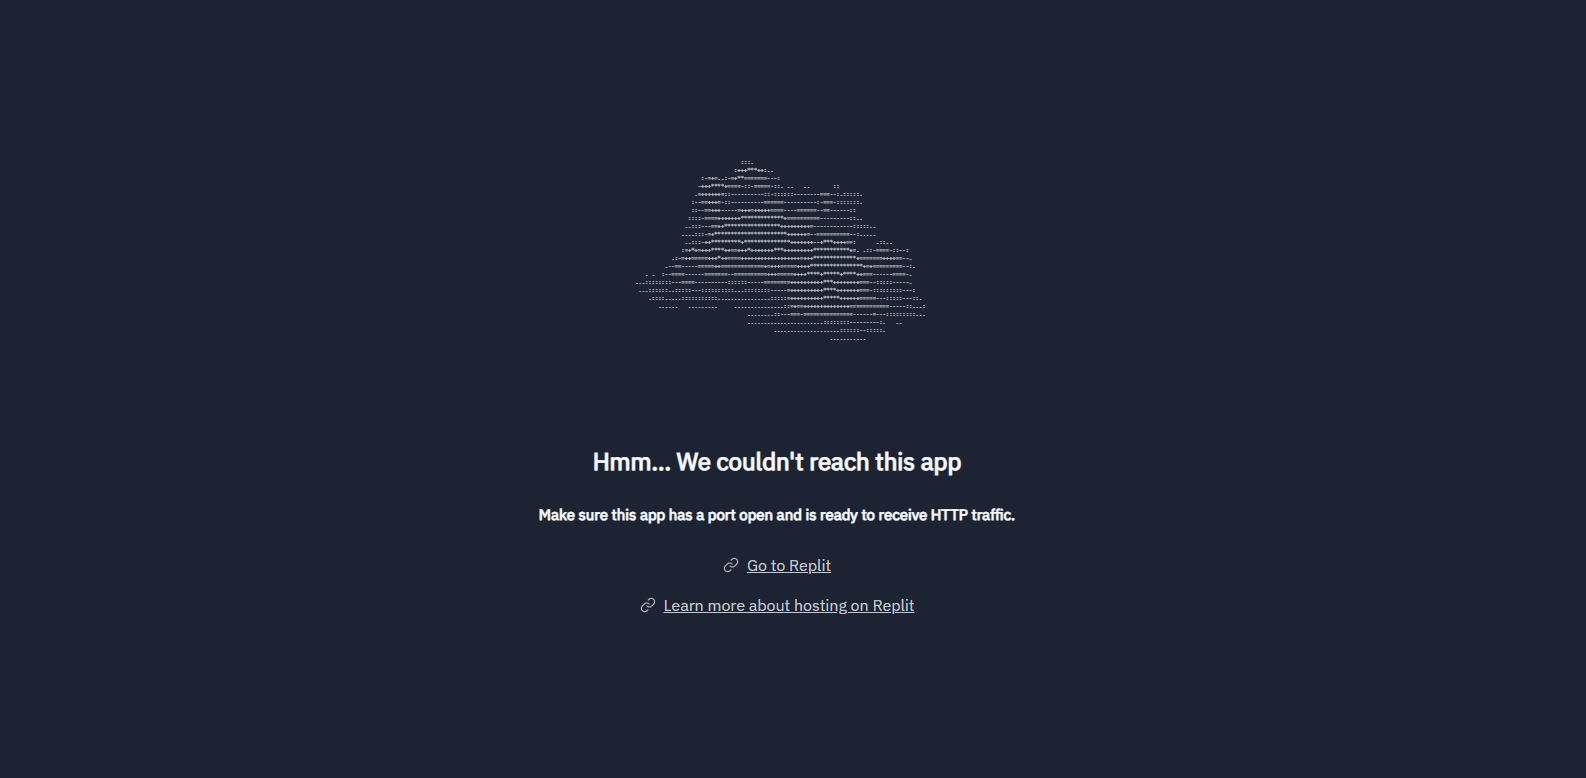 Hmm... We couldn't reach this app
Make sure this app has a port open and is ready to receive HTTP traffic.
Go to Replit
Learn more about hosting on Replit